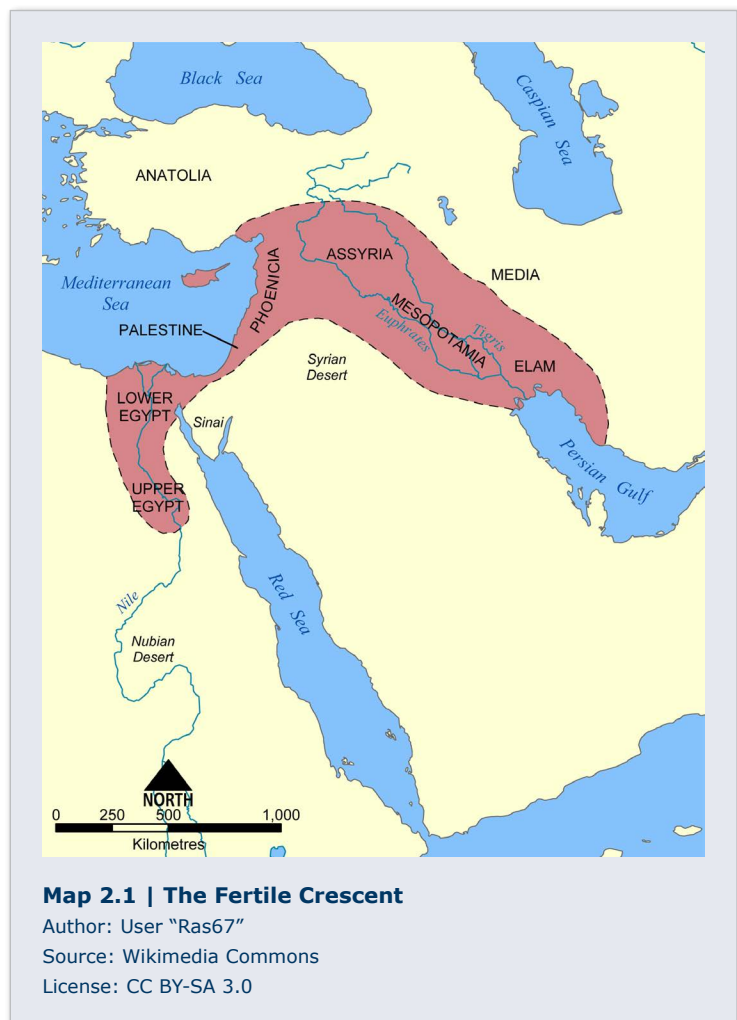 Black Sea
Caspian Sea
ANATOLIA
ASSYRIA
MEDIA
Mediterranean
Sea
PHOENICIA
MESOPOTAMIA
Euphrates
Tigris
PALESTINE
ELAM
Syrian
Desert
LOWER
EGYPT
Sinai
Persian Gulf
UPPER
EGYPT
Nile
Red Sea
Nubian
Desert
NORTH
0 250 500 1,000
Kilometres
Map 2.1 | The Fertile Crescent
Author: User “Ras67”
Source: Wikimedia Commons
License: CC BY-SA 3.0